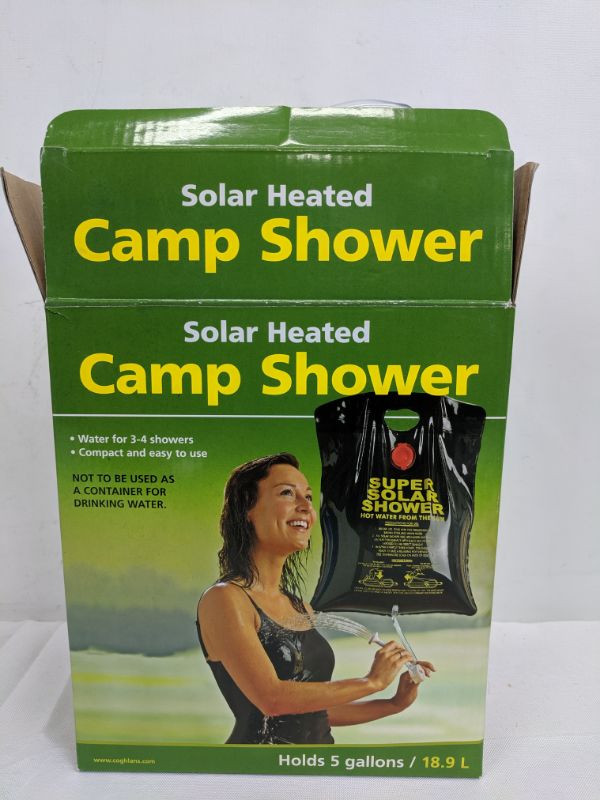 Solar Heated
Camp Shower
Solar Heated
Camp Shower
• Water for 3-4 showers
• Compact and easy to use
NOT TO BE USED AS
A CONTAINER FOR
DRINKING WATER.
SUPER
SOLAR
SHOWER
HOT WATER FROM THE SUN
www.coghlans.com
Holds 5 gallons / 18.9 L